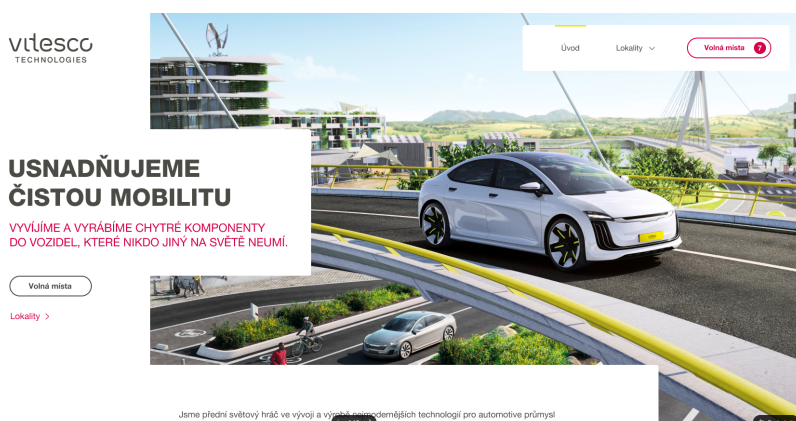 vitesco
TECHNOLOGIES
Úvod
Lokality
Volná místa 7
USNADŇUJEME
ČISTOU MOBILITU
VYVÍJÍME A VYRÁBÍME CHYTRÉ KOMPONENTY
DO VOZIDEL, KTERÉ NIKDO JINÝ NA SVĚTĚ NEUMÍ.
Volná místa
Lokality
Jsme přední světový hráč ve vývoji a výrobě nejmodernějších technologií pro automotive průmysl